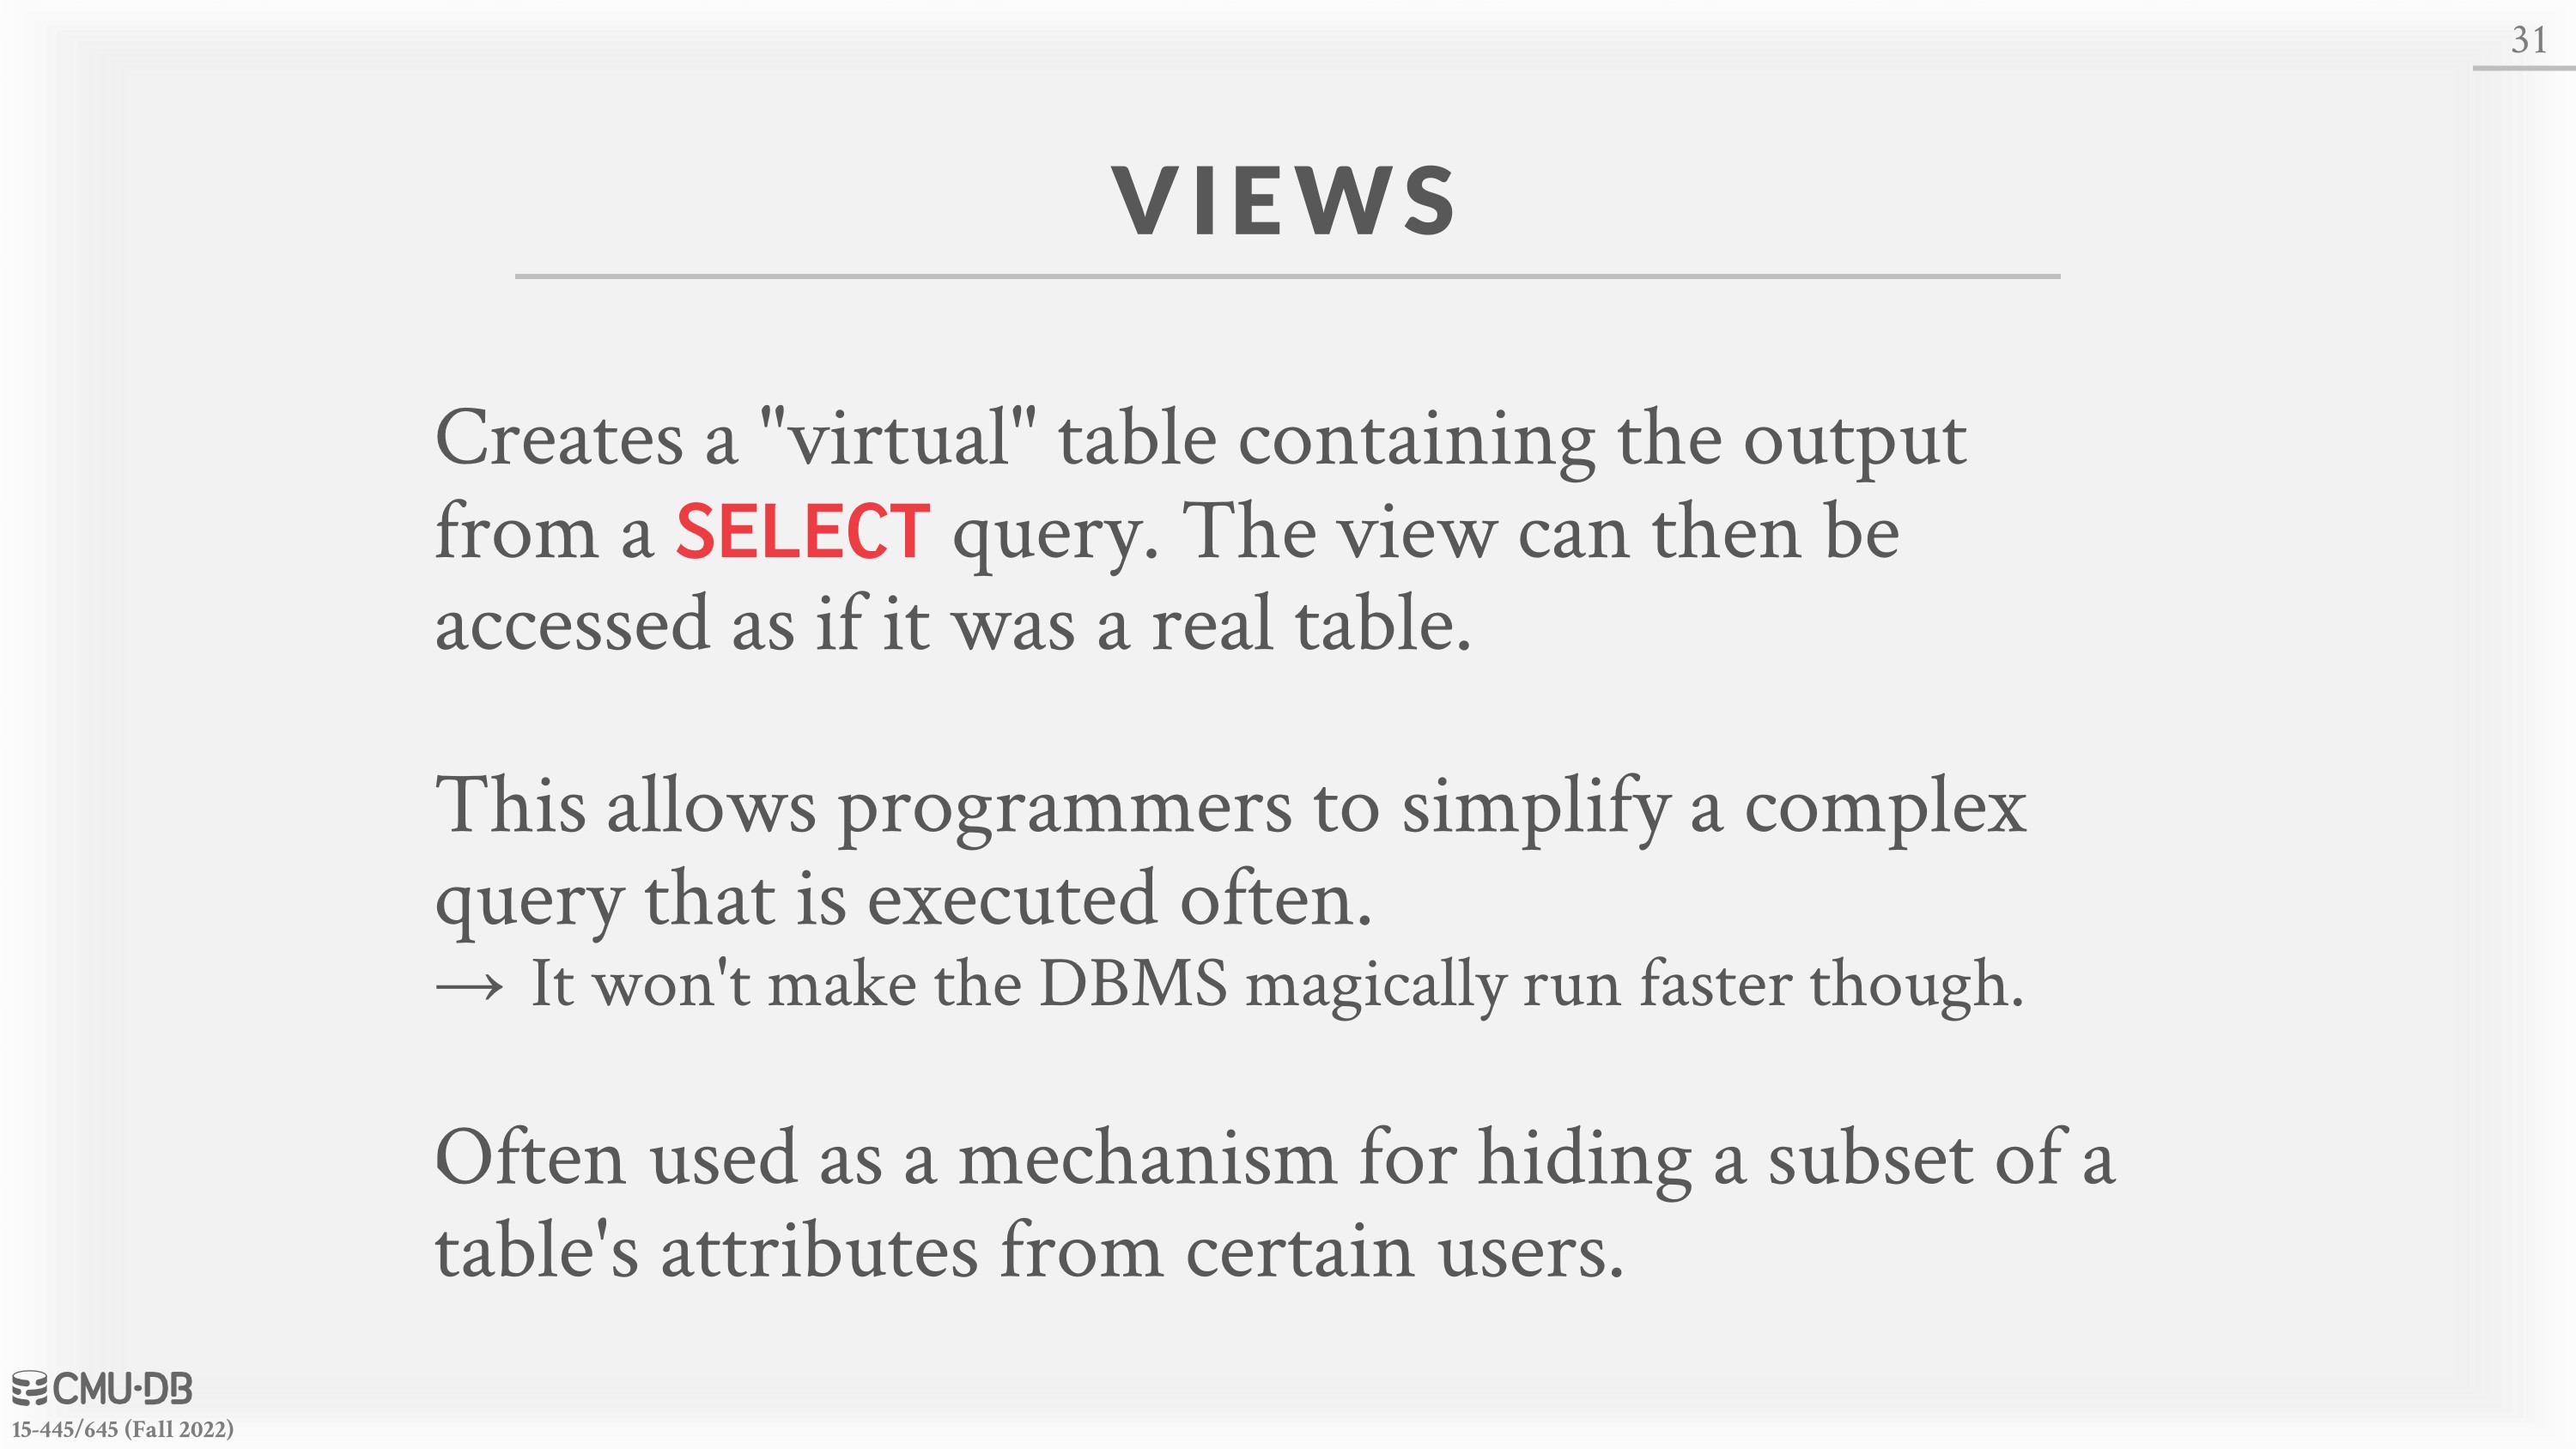 31
VIEWS
Creates a "virtual" table containing the output
from a SELECT query. The view can then be
accessed as if it was a real table.
This allows programmers to simplify a complex
query that is executed often.
→ It won't make the DBMS magically run faster though.
Often used as a mechanism for hiding a subset of a
table's attributes from certain users.
CMU·DB
15-445/645 (Fall 2022)